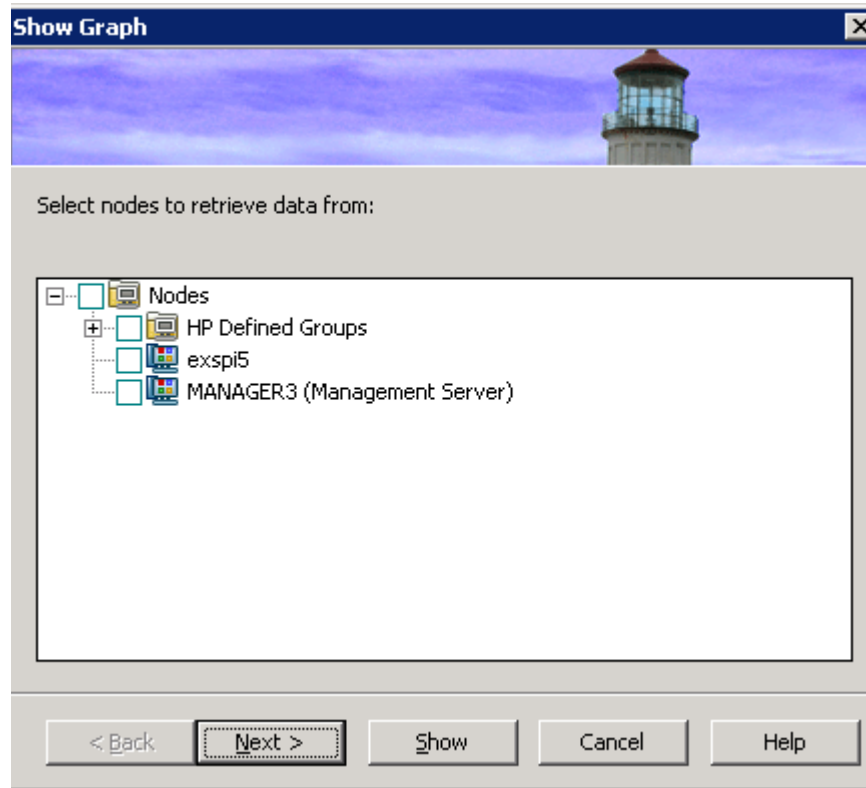 Show Graph
Select nodes to retrieve data from:
Nodes
HP Defined Groups
exspi5
MANAGER3 (Management Server)
< Back Next > Show Cancel Help